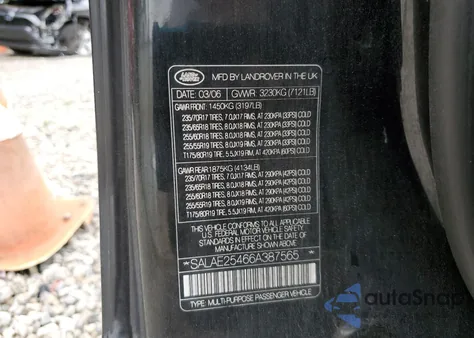 LAND ROVER
MFD BY LANDROVER IN THE UK
DATE: 03/06 GVWR 3230KG (7121LB)
GAWR FRONT: 1450KG (3197LB)
235/70R17 TIRES, 7.0JX17 RIMS, AT 230KPA (33PSI) COLD
235/65R18 TIRES, 8.0JX18 RIMS, AT 230KPA (33PSI) COLD
255/60R18 TIRES, 8.0JX18 RIMS, AT 230KPA (33PSI) COLD
255/55R19 TIRES, 8.0JX19 RIMS, AT 230KPA (33PSI) COLD
T175/80R19 TIRE, 5.5JX19 RIM, AT 420KPA (60PSI) COLD
GAWR REAR: 1875KG (4134LB)
235/70R17 TIRES, 7.0JX17 RIMS, AT 290KPA (42PSI) COLD
235/65R18 TIRES, 8.0JX18 RIMS, AT 290KPA (42PSI) COLD
255/60R18 TIRES, 8.0JX18 RIMS, AT 290KPA (42PSI) COLD
255/55R19 TIRES, 8.0JX19 RIMS, AT 290KPA (42PSI) COLD
T175/80R19 TIRE, 5.5JX19 RIM, AT 420KPA (60PSI) COLD
THIS VEHICLE CONFORMS TO ALL APPLICABLE
U.S. FEDERAL MOTOR VEHICLE SAFETY
STANDARDS IN EFFECT ON THE DATE OF
MANUFACTURE SHOWN ABOVE
*SALAE25466A387565*
TYPE: MULTI-PURPOSE PASSENGER VEHICLE
autoSnap